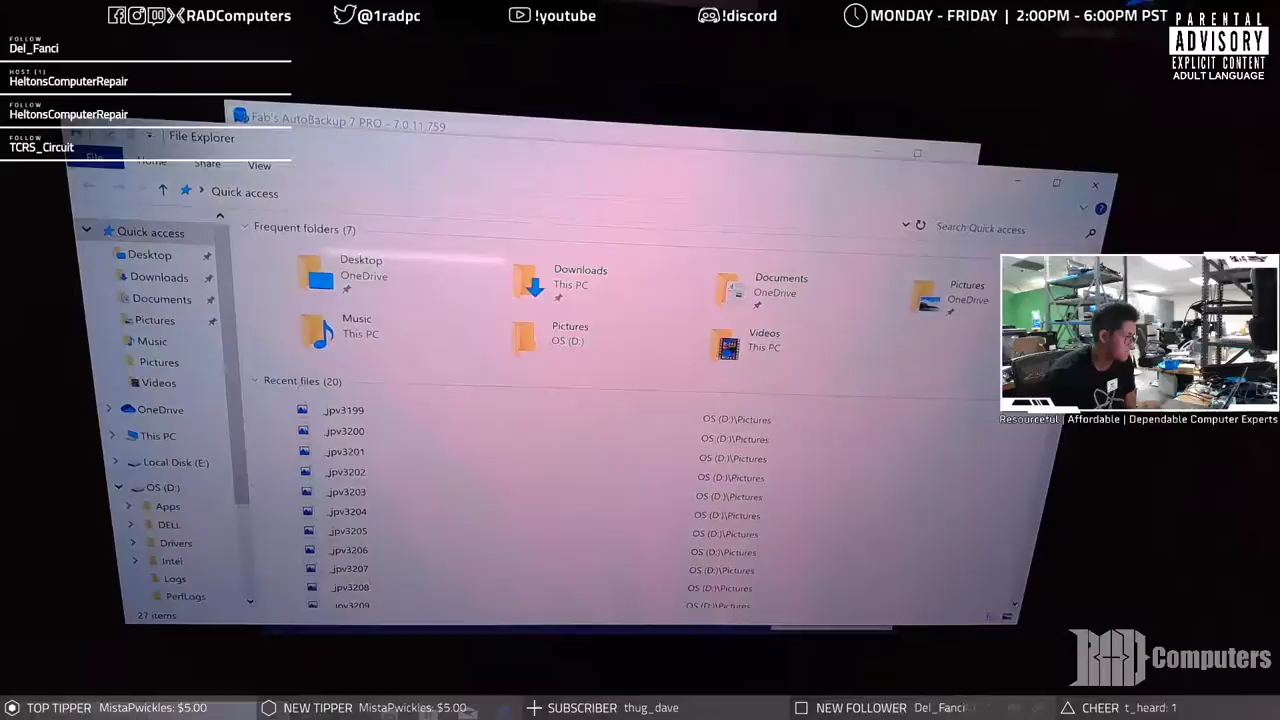 RADComputers
@1radpc
!youtube
!discord
MONDAY - FRIDAY | 2:00PM - 6:00PM PST
PARENTAL
ADVISORY
EXPLICIT CONTENT
ADULT LANGUAGE
FOLLOW
Del_Fanci
HOST (1)
HeltonsComputerRepair
FOLLOW
HeltonsComputerRepair
FOLLOW
TCRS_Circuit
Fab's AutoBackup 7 PRO - 7.0.11.759
File Explorer
File Home Share View
Quick access
Search Quick access
Quick access
Desktop
Downloads
Documents
Pictures
Music
Pictures
Videos
OneDrive
This PC
Local Disk (E:)
OS (D:)
Apps
DELL
Drivers
Intel
Logs
PerfLogs
27 items
Frequent folders (7)
Desktop
OneDrive
Downloads
This PC
Documents
OneDrive
Pictures
OneDrive
Music
This PC
Pictures
OS (D:)
Videos
This PC
Recent files (20)
_jpv3199 OS (D:)\Pictures
_jpv3200 OS (D:)\Pictures
_jpv3201 OS (D:)\Pictures
_jpv3202 OS (D:)\Pictures
_jpv3203 OS (D:)\Pictures
_jpv3204 OS (D:)\Pictures
_jpv3205 OS (D:)\Pictures
_jpv3206 OS (D:)\Pictures
_jpv3207 OS (D:)\Pictures
_jpv3208 OS (D:)\Pictures
_jpv3209 OS (D:)\Pictures
Resourceful | Affordable | Dependable Computer Experts
RAD Computers
TOP TIPPER MistaPwickles: $5.00
NEW TIPPER MistaPwickles: $5.00
SUBSCRIBER thug_dave
NEW FOLLOWER Del_Fanci
CHEER t_heard: 1